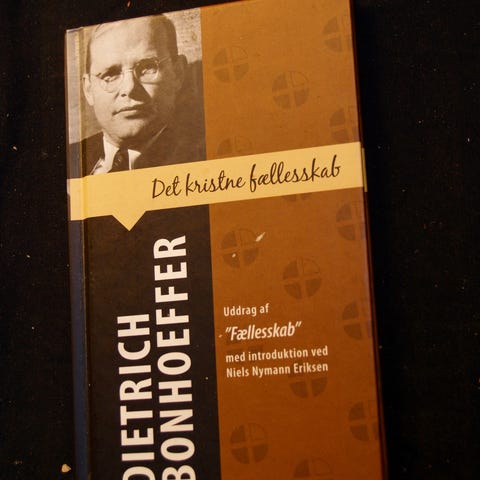 Det kristne fællesskab
DIETRICH
BONHOEFFER
Uddrag af
"Fællesskab"
med introduktion ved
Niels Nymann Eriksen